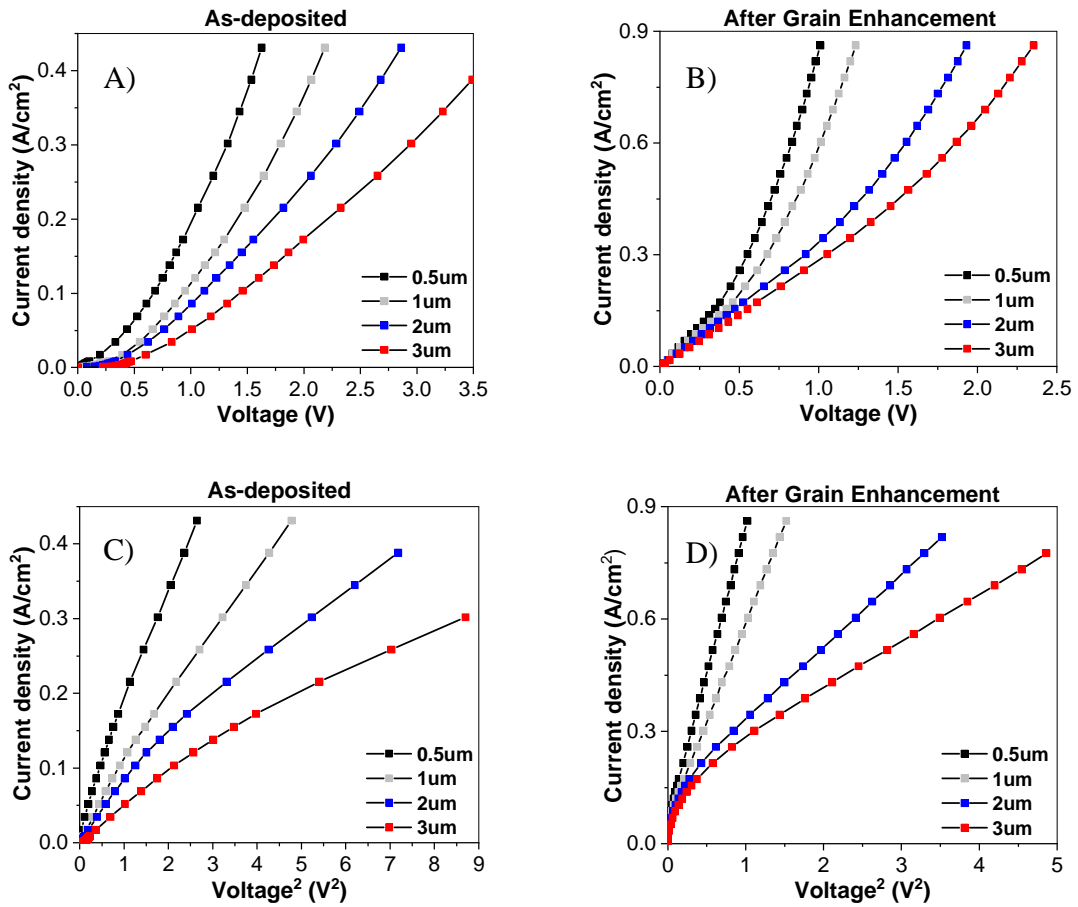 As-deposited
A)
Current density (A/cm²)
0.4
0.3
0.2
0.1
0.0
0.0 0.5 1.0 1.5 2.0 2.5 3.0 3.5
Voltage (V)
0.5um
1um
2um
3um
After Grain Enhancement
B)
Current density (A/cm²)
0.9
0.6
0.3
0.0
0.0 0.5 1.0 1.5 2.0 2.5
Voltage (V)
0.5um
1um
2um
3um
As-deposited
C)
Current density (A/cm²)
0.4
0.3
0.2
0.1
0.0
0 1 2 3 4 5 6 7 8 9
Voltage² (V²)
0.5um
1um
2um
3um
After Grain Enhancement
D)
Current density (A/cm²)
0.9
0.6
0.3
0.0
0 1 2 3 4 5
Voltage² (V²)
0.5um
1um
2um
3um